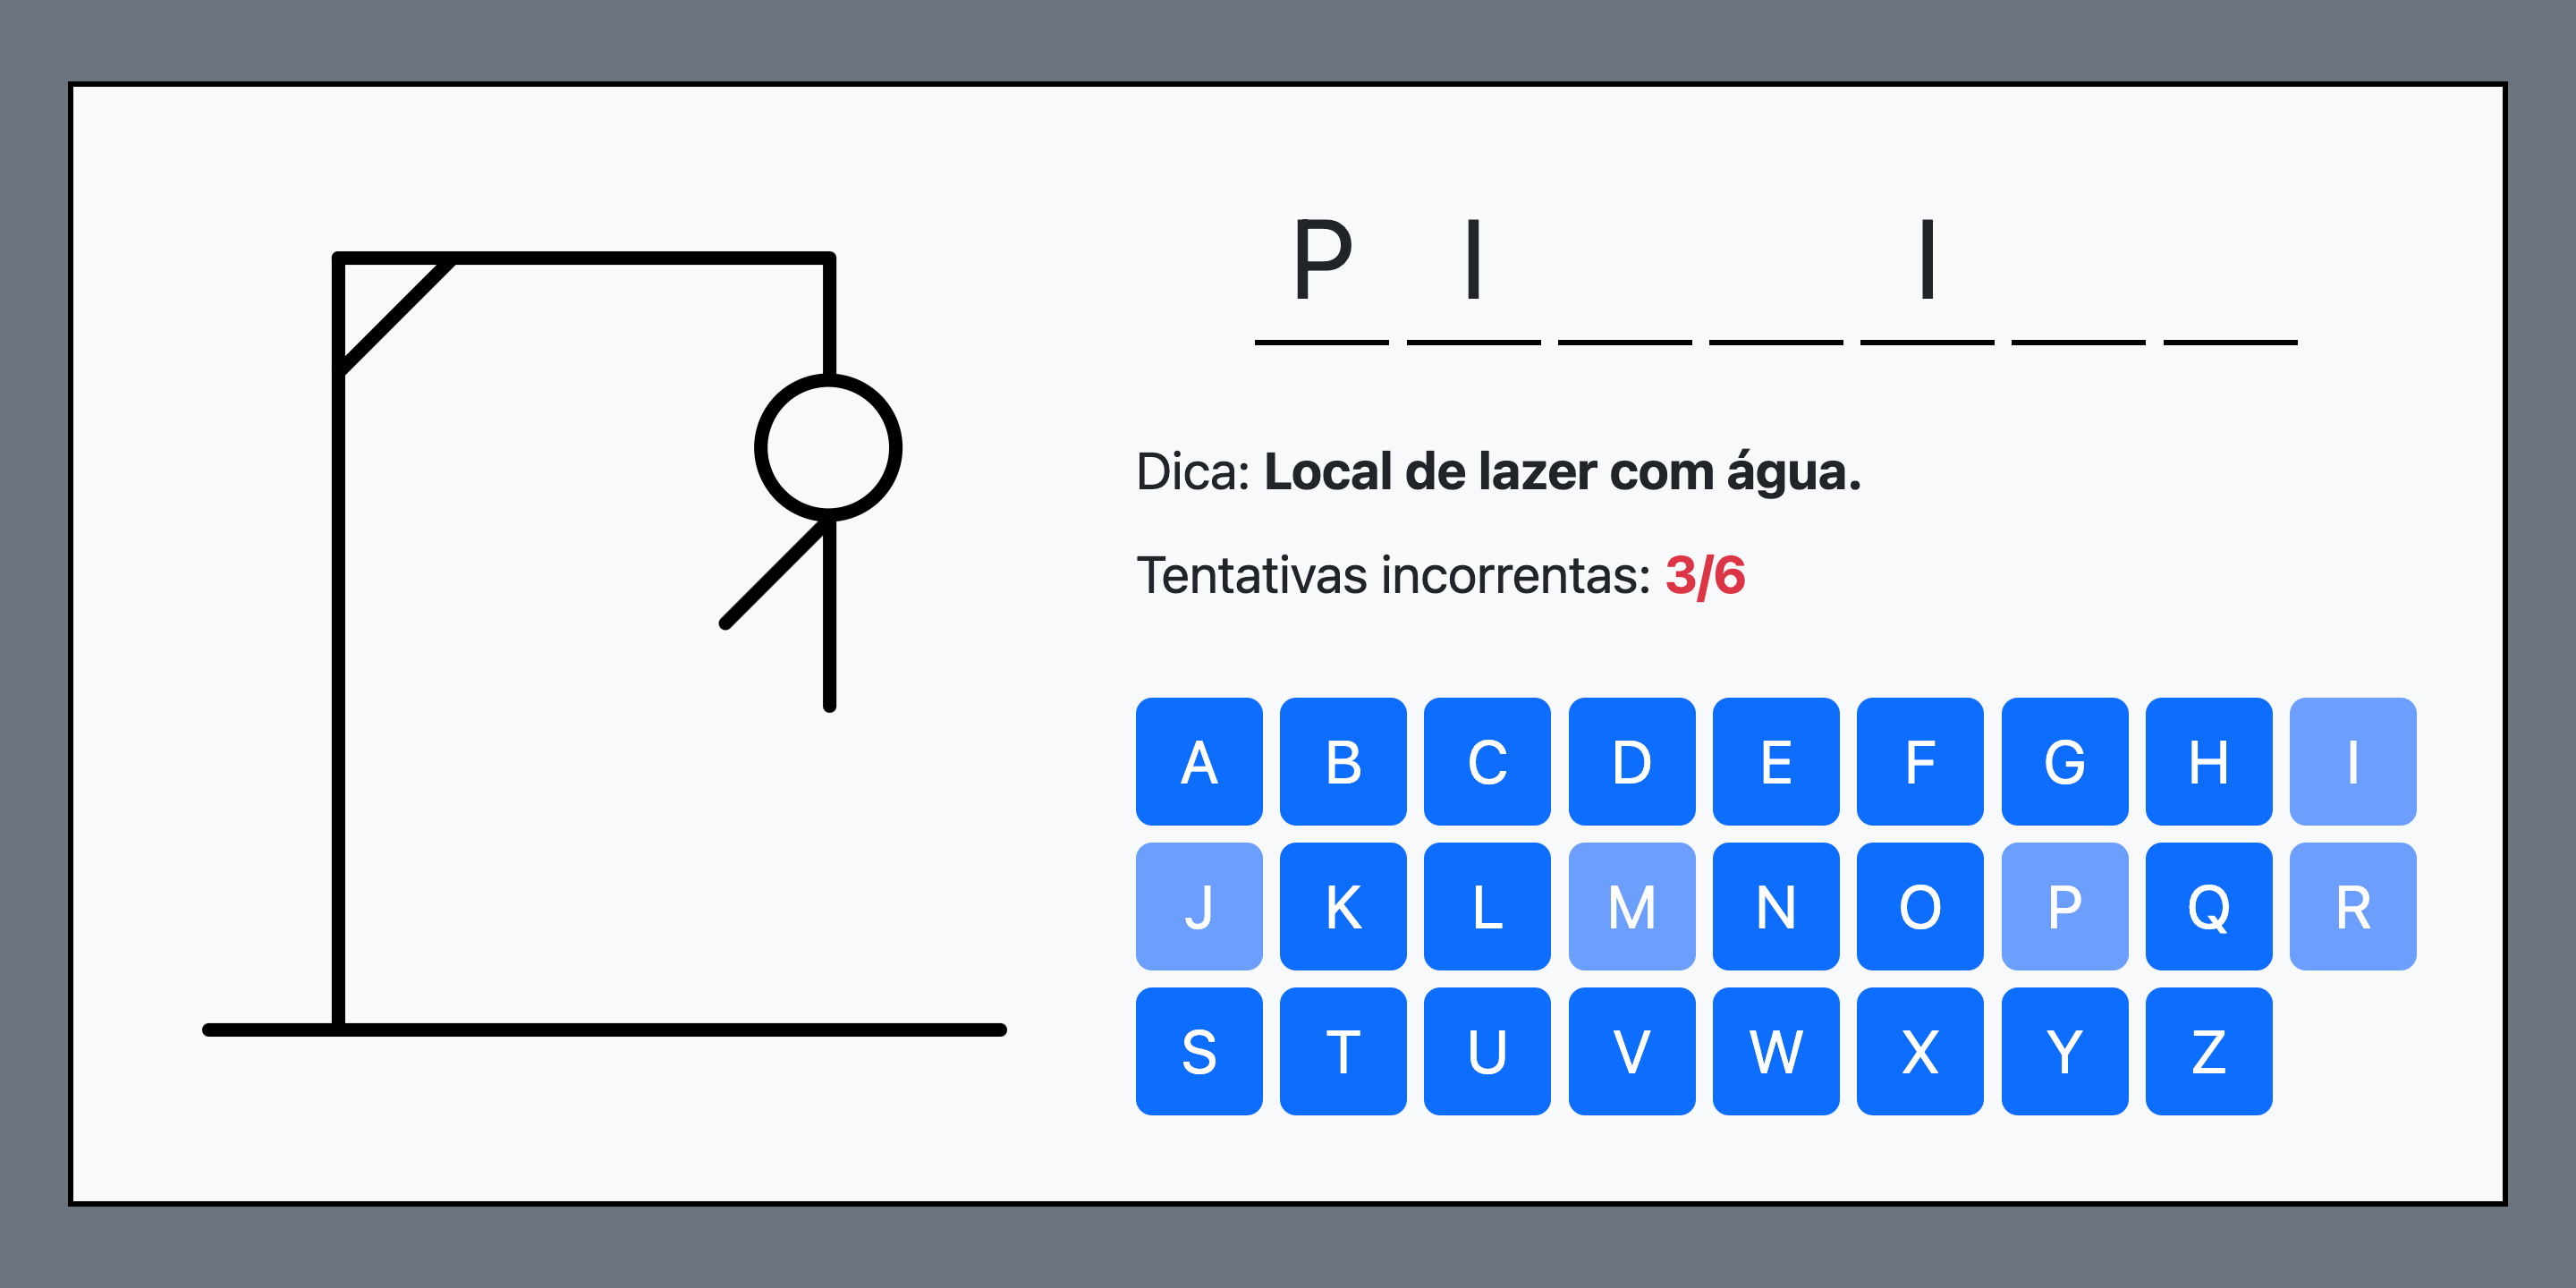 P I I
Dica: Local de lazer com água.
Tentativas incorrentas: 3/6
A B C D E F G H I
J K L M N O P Q R
S T U V W X Y Z